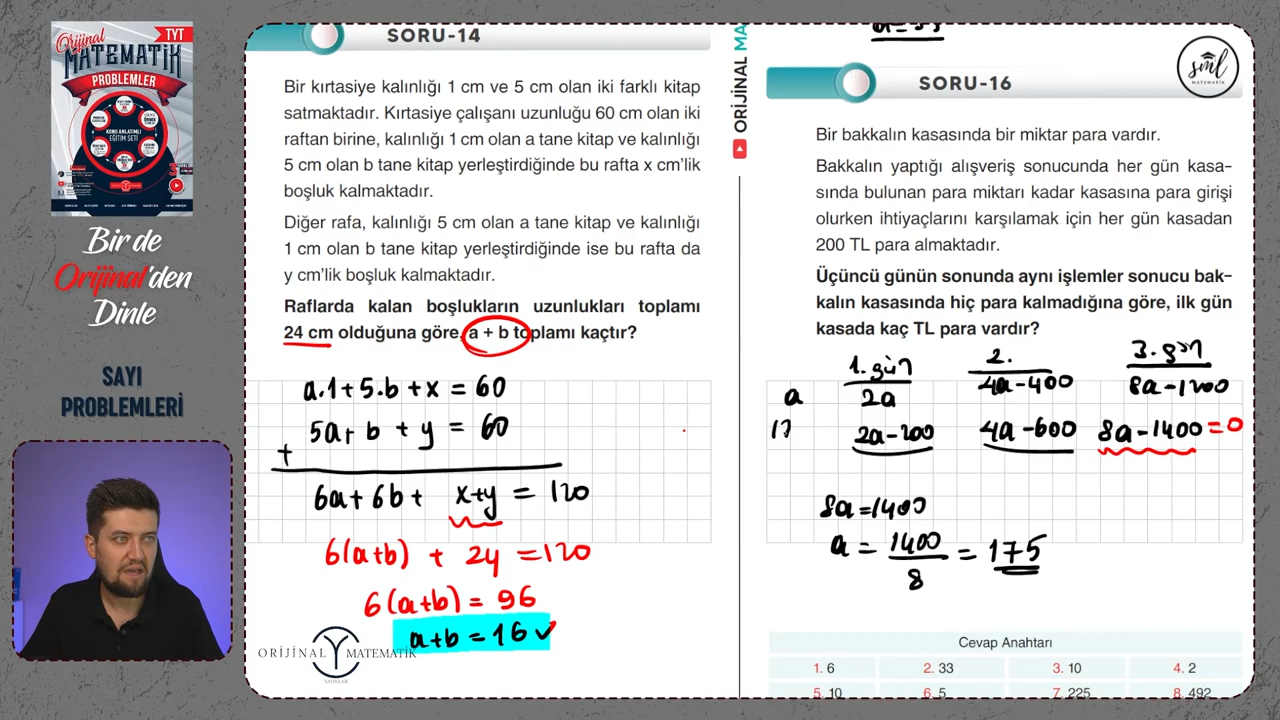 TYT
Orijinal
MATEMATİK
PROBLEMLER
KONU ANLATIMLI
EĞİTİM SETİ
Bir de
Orijinal'den
Dinle
SAYI
PROBLEMLERİ
SORU-14
Bir kırtasiye kalınlığı 1 cm ve 5 cm olan iki farklı kitap
satmaktadır. Kırtasiye çalışanı uzunluğu 60 cm olan iki
raftan birine, kalınlığı 1 cm olan a tane kitap ve kalınlığı
5 cm olan b tane kitap yerleştirdiğinde bu rafta x cm'lik
boşluk kalmaktadır.
Diğer rafa, kalınlığı 5 cm olan a tane kitap ve kalınlığı
1 cm olan b tane kitap yerleştirdiğinde ise bu rafta da
y cm'lik boşluk kalmaktadır.
Raflarda kalan boşlukların uzunlukları toplamı
24 cm olduğuna göre, a + b toplamı kaçtır?
a.1+5.b+x = 60
5a+ b + y = 60
+
6a+6b+ x+y = 120
6(a+b) + 24 =120
6(a+b) = 96
a+b = 16 ✓
ORİJİNAL MATEMATİK
YAYINLARI
ORİJİNAL MA
SORU-16
sml
MATEMATİK
Bir bakkalın kasasında bir miktar para vardır.
Bakkalın yaptığı alışveriş sonucunda her gün kasa-
sında bulunan para miktarı kadar kasasına para girişi
olurken ihtiyaçlarını karşılamak için her gün kasadan
200 TL para almaktadır.
Üçüncü günün sonunda aynı işlemler sonucu bak-
kalın kasasında hiç para kalmadığına göre, ilk gün
kasada kaç TL para vardır?
1. gün 2. 3. gün
a 2a 4a-400 8a-1200
2a-200 4a-600 8a-1400 = 0
8a=1400
a = 1400/8 = 175
Cevap Anahtarı
1. 6 2. 33 3. 10 4. 2
5. 10 6. 5 7. 225 8. 492